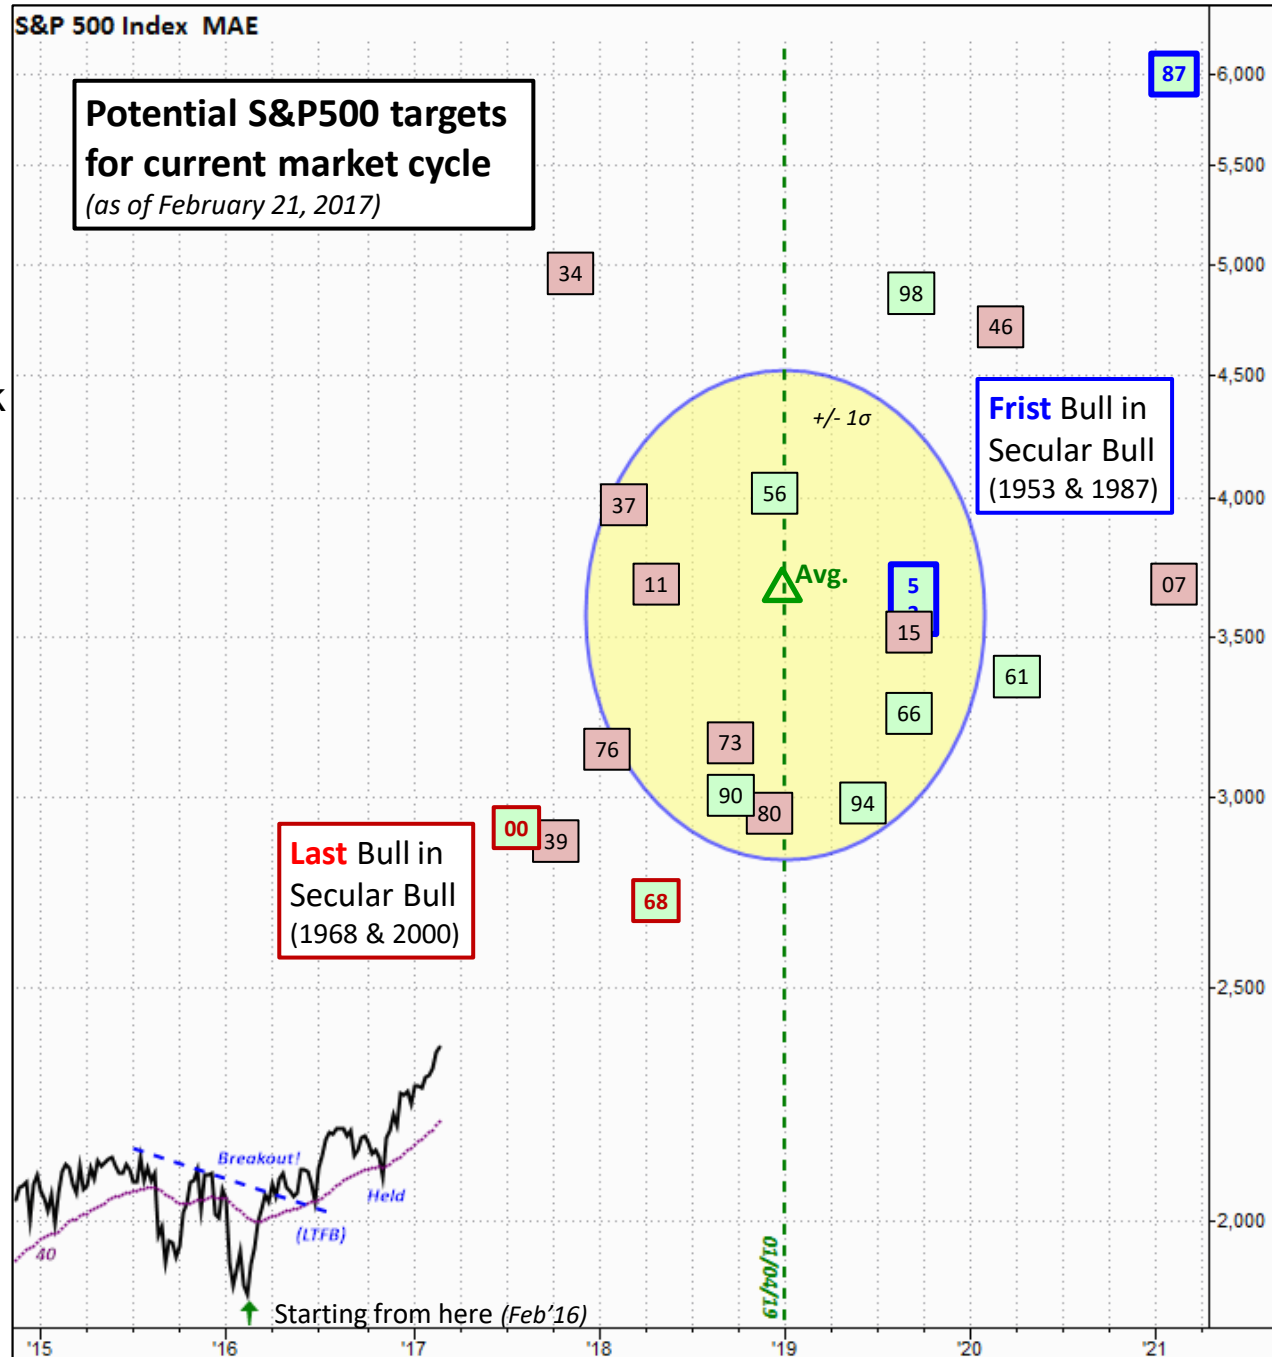 S&P 500 Index  MAE
Potential S&P500 targets
for current market cycle
(as of February 21, 2017)
87
6,000
5,500
5,000
34
98
46
4,500
+/- 1σ
Frist Bull in
Secular Bull
(1953 & 1987)
56
4,000
37
Avg.
11
5
07
15
3,500
61
66
73
76
90
80
94
3,000
00
39
Last Bull in
Secular Bull
(1968 & 2000)
68
2,500
Breakout!
Held
(LTFB)
40
2,000
01/04/19
Starting from here (Feb'16)
'15 '16 '17 '18 '19 '20 '21